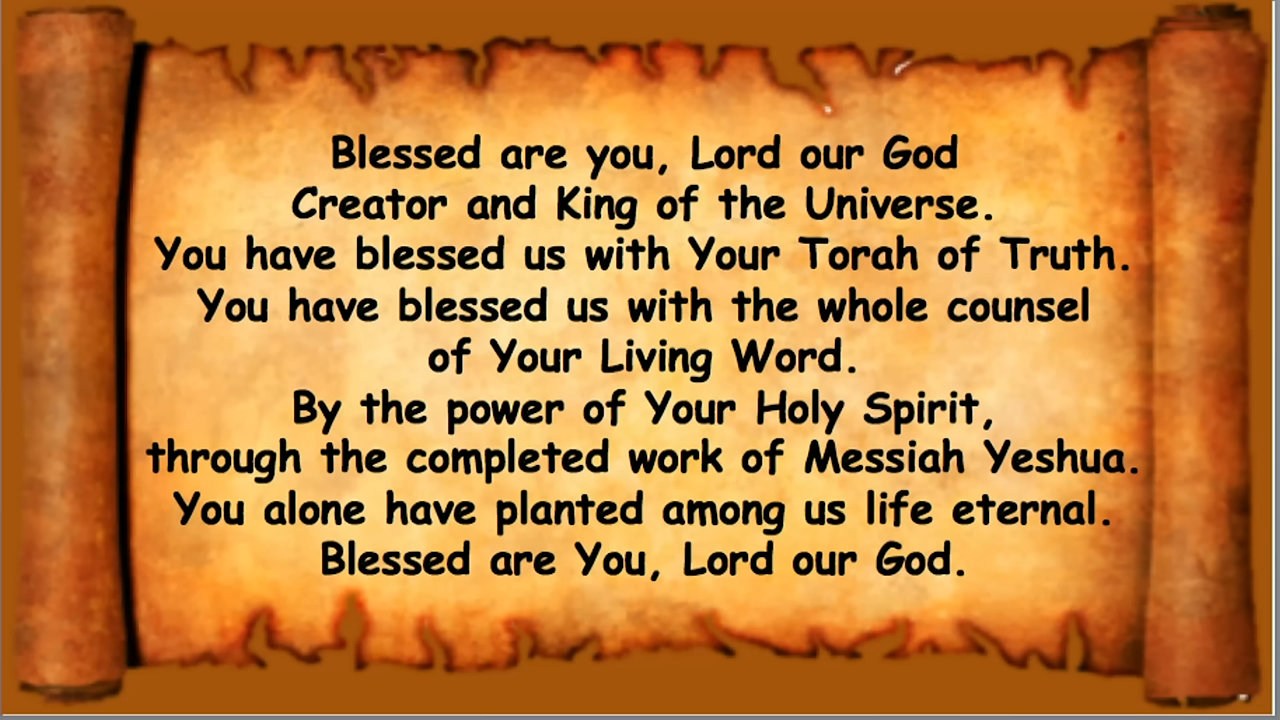 Blessed are you, Lord our God
Creator and King of the Universe.
You have blessed us with Your Torah of Truth.
You have blessed us with the whole counsel
of Your Living Word.
By the power of Your Holy Spirit,
through the completed work of Messiah Yeshua.
You alone have planted among us life eternal.
Blessed are You, Lord our God.